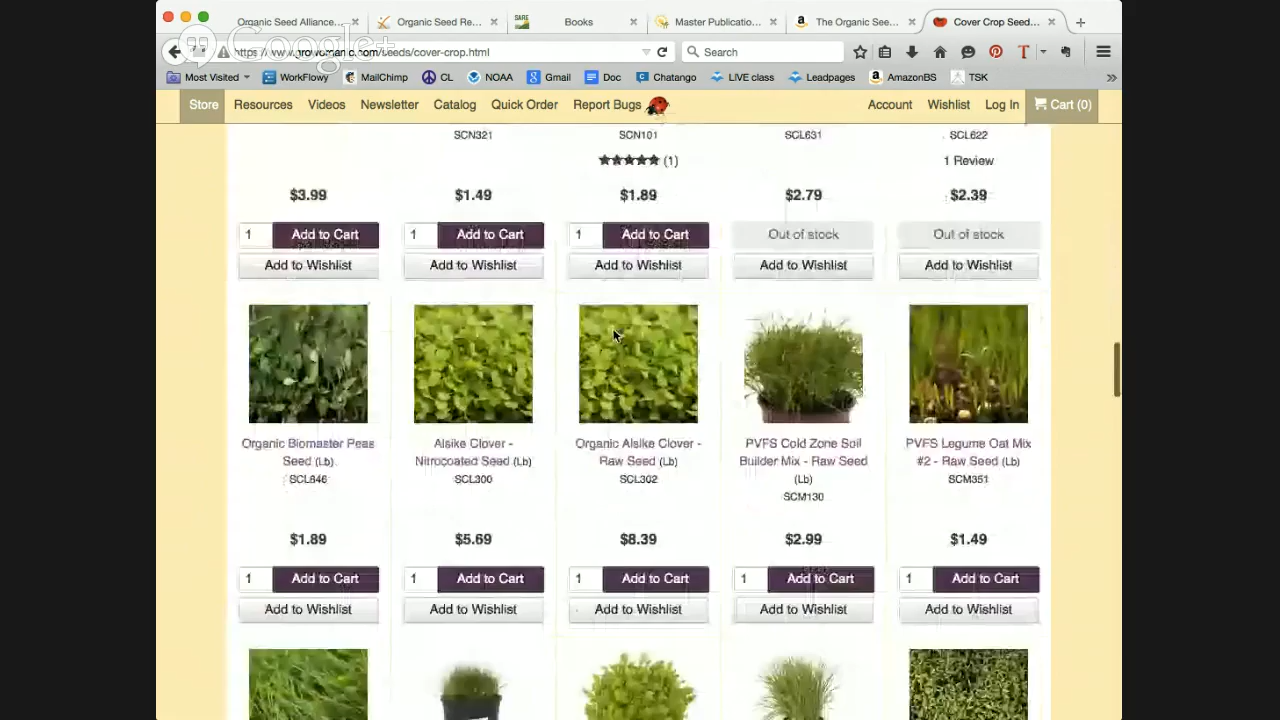 Organic Seed Alliance...
Organic Seed Re...
SARE
Books
Master Publicatio...
The Organic See...
Cover Crop Seed...
Google+
growomanic.com/seeds/cover-crop.html
Search
Most Visited
WorkFlowy
MailChimp
CL
NOAA
Gmail
Doc
Chatango
LIVE class
Leadpages
AmazonBS
TSK
Store
Resources
Videos
Newsletter
Catalog
Quick Order
Report Bugs
Account
Wishlist
Log In
Cart (0)
SCN321
SCN101
SCL631
SCL622
(1)
1 Review
$3.99
$1.49
$1.89
$2.79
$2.39
1 Add to Cart
1 Add to Cart
1 Add to Cart
Out of stock
Out of stock
Add to Wishlist
Add to Wishlist
Add to Wishlist
Add to Wishlist
Add to Wishlist
Organic Biomaster Peas
Seed (Lb)
SCL646
Alsike Clover -
Nitrocoated Seed (Lb)
SCL300
Organic Alsike Clover -
Raw Seed (Lb)
SCL302
PVFS Cold Zone Soil
Builder Mix - Raw Seed
(Lb)
SCM130
PVFS Legume Oat Mix
#2 - Raw Seed (Lb)
SCM351
$1.89
$5.69
$8.39
$2.99
$1.49
1 Add to Cart
1 Add to Cart
1 Add to Cart
1 Add to Cart
1 Add to Cart
Add to Wishlist
Add to Wishlist
Add to Wishlist
Add to Wishlist
Add to Wishlist